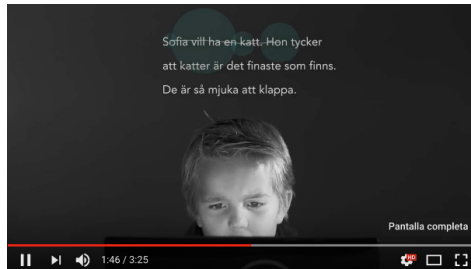 Sofia vill ha en katt. Hon tycker
att katter är det finaste som finns.
De är så mjuka att klappa.
Pantalla completa
1:46 / 3:25
HD